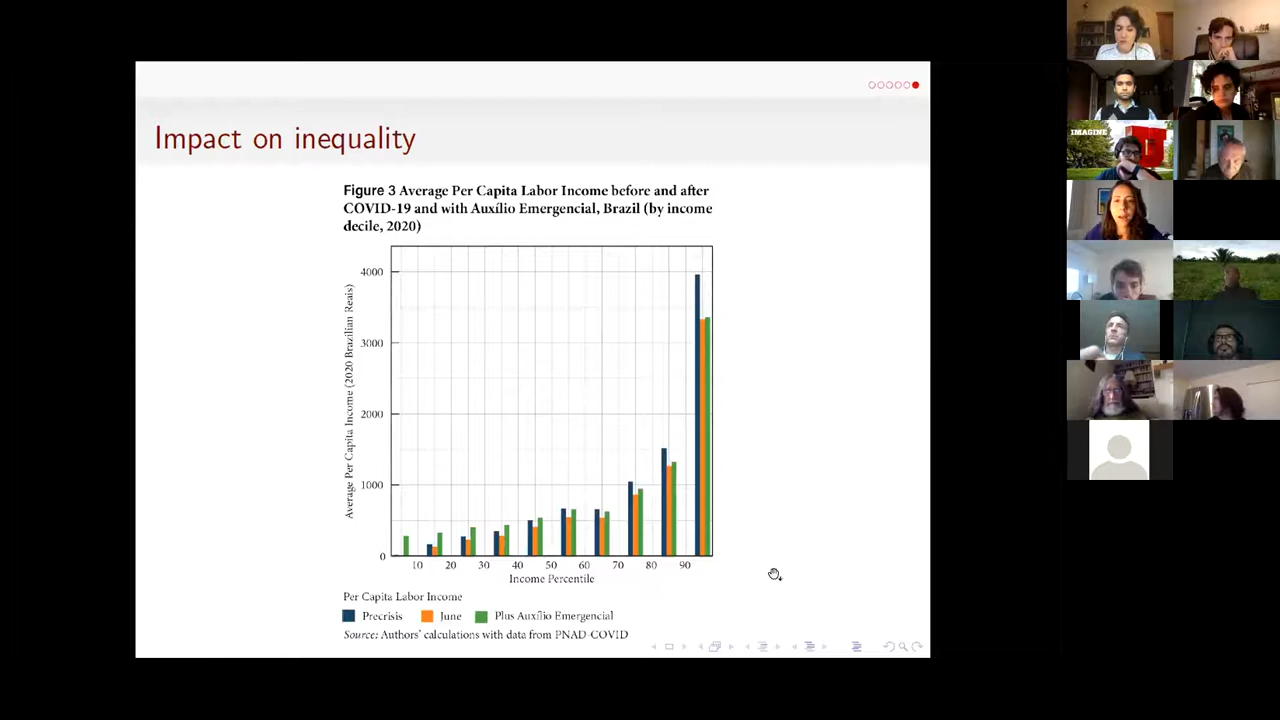 Impact on inequality
Figure 3 Average Per Capita Labor Income before and after
COVID-19 and with Auxílio Emergencial, Brazil (by income
decile, 2020)
Average Per Capita Income (2020 Brazilian Reais)
4000
3000
2000
1000
0
10 20 30 40 50 60 70 80 90
Income Percentile
Per Capita Labor Income
Precrisis June Plus Auxílio Emergencial
Source: Authors' calculations with data from PNAD-COVID
IMAGINE
U